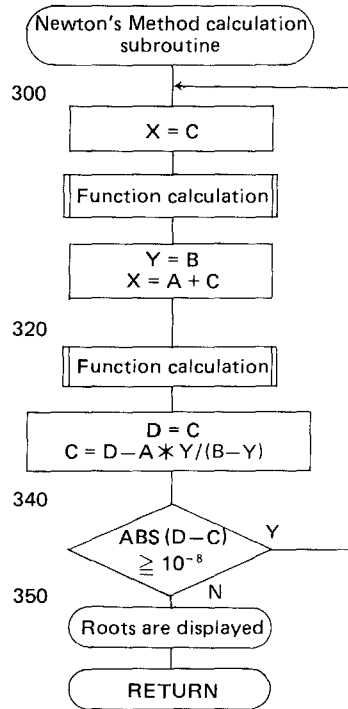 Newton's Method calculation
subroutine
300
X = C
Function calculation
Y = B
X = A + C
320
Function calculation
D = C
C = D – A ∗ Y/(B – Y)
340
ABS (D – C)
≧ 10⁻⁸
Y
N
350
Roots are displayed
RETURN